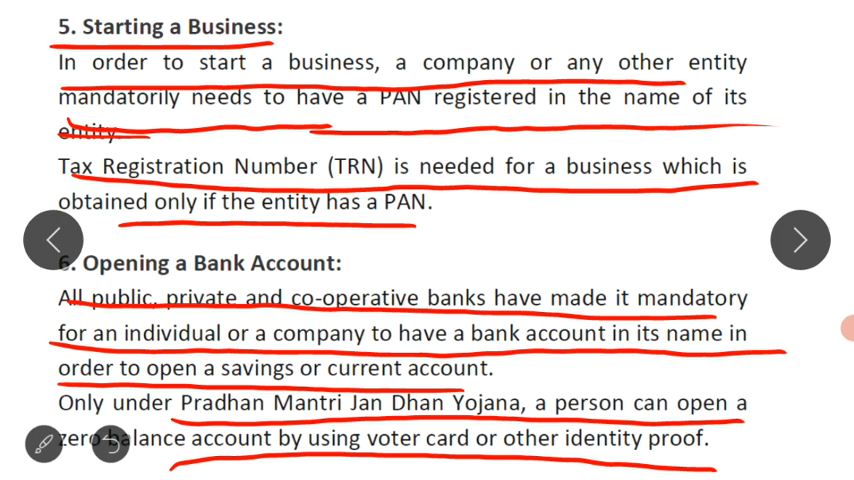 5. Starting a Business:
In order to start a business, a company or any other entity
mandatorily needs to have a PAN registered in the name of its
entity.
Tax Registration Number (TRN) is needed for a business which is
obtained only if the entity has a PAN.
6. Opening a Bank Account:
All public, private and co-operative banks have made it mandatory
for an individual or a company to have a bank account in its name in
order to open a savings or current account.
Only under Pradhan Mantri Jan Dhan Yojana, a person can open a
zero balance account by using voter card or other identity proof.